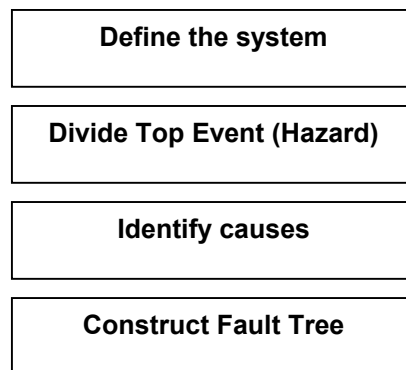 Define the system
Divide Top Event (Hazard)
Identify causes
Construct Fault Tree